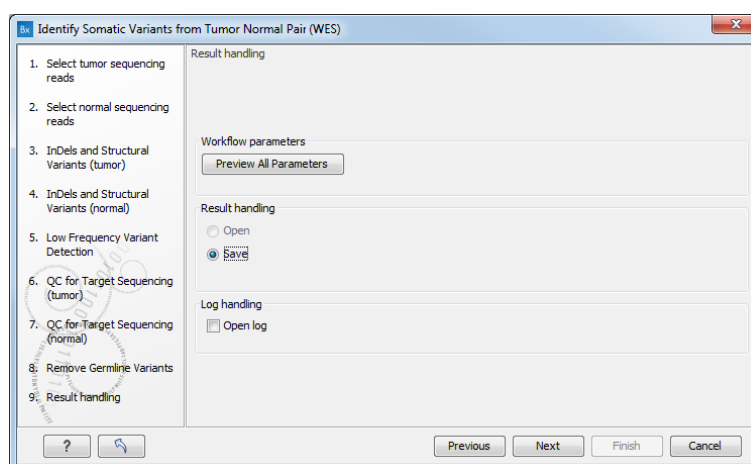 Bx Identify Somatic Variants from Tumor Normal Pair (WES)
1. Select tumor sequencing
reads
2. Select normal sequencing
reads
3. InDels and Structural
Variants (tumor)
4. InDels and Structural
Variants (normal)
5. Low Frequency Variant
Detection
6. QC for Target Sequencing
(tumor)
7. QC for Target Sequencing
(normal)
8. Remove Germline Variants
9. Result handling
Result handling
Workflow parameters
Preview All Parameters
Result handling
Open
Save
Log handling
Open log
?
Previous
Next
Finish
Cancel